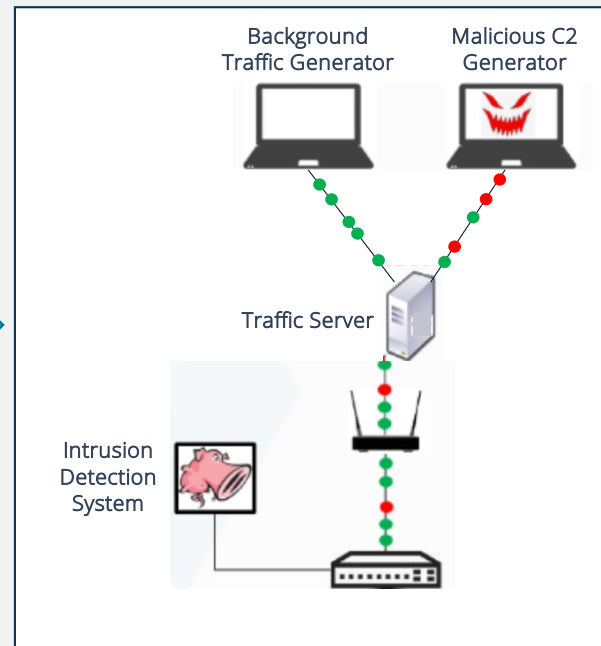 Background
Traffic Generator
Malicious C2
Generator
Traffic Server
Intrusion
Detection
System